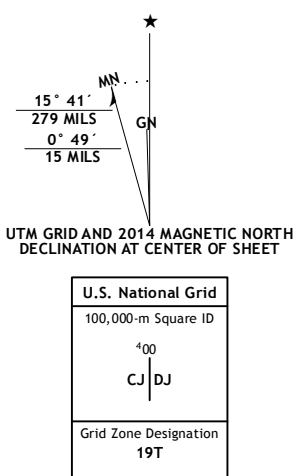 ★
MN
15° 41´
279 MILS
GN
0° 49´
15 MILS
UTM GRID AND 2014 MAGNETIC NORTH
DECLINATION AT CENTER OF SHEET
U.S. National Grid
100,000-m Square ID
⁴00
CJ DJ
Grid Zone Designation
19T